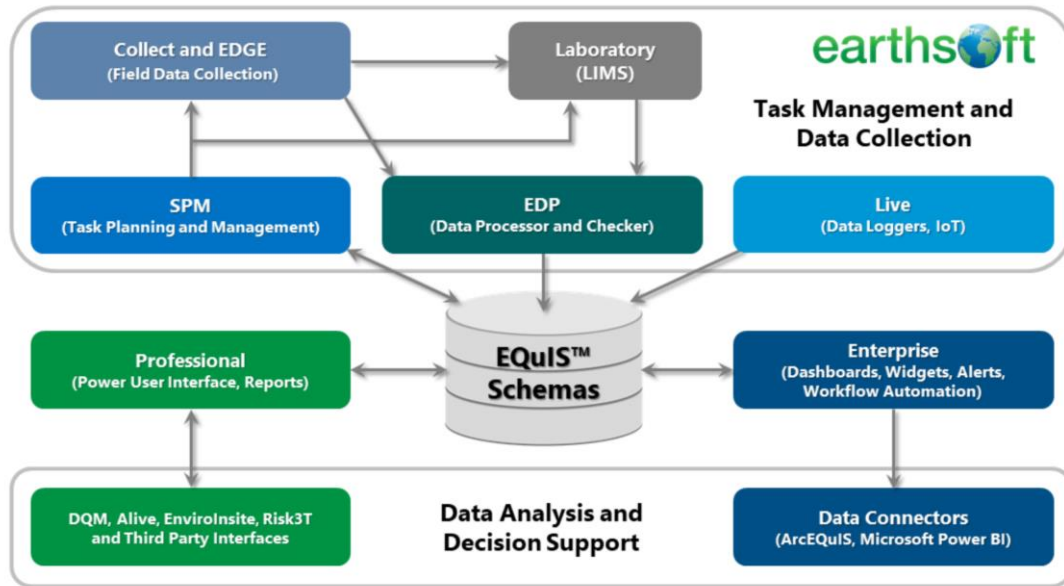 Collect and EDGE
(Field Data Collection)
Laboratory
(LIMS)
earthsoft
Task Management and
Data Collection
SPM
(Task Planning and Management)
EDP
(Data Processor and Checker)
Live
(Data Loggers, IoT)
EQuIS™
Schemas
Professional
(Power User Interface, Reports)
Enterprise
(Dashboards, Widgets, Alerts,
Workflow Automation)
DQM, Alive, EnviroInsite, Risk3T
and Third Party Interfaces
Data Analysis and
Decision Support
Data Connectors
(ArcEQuIS, Microsoft Power BI)